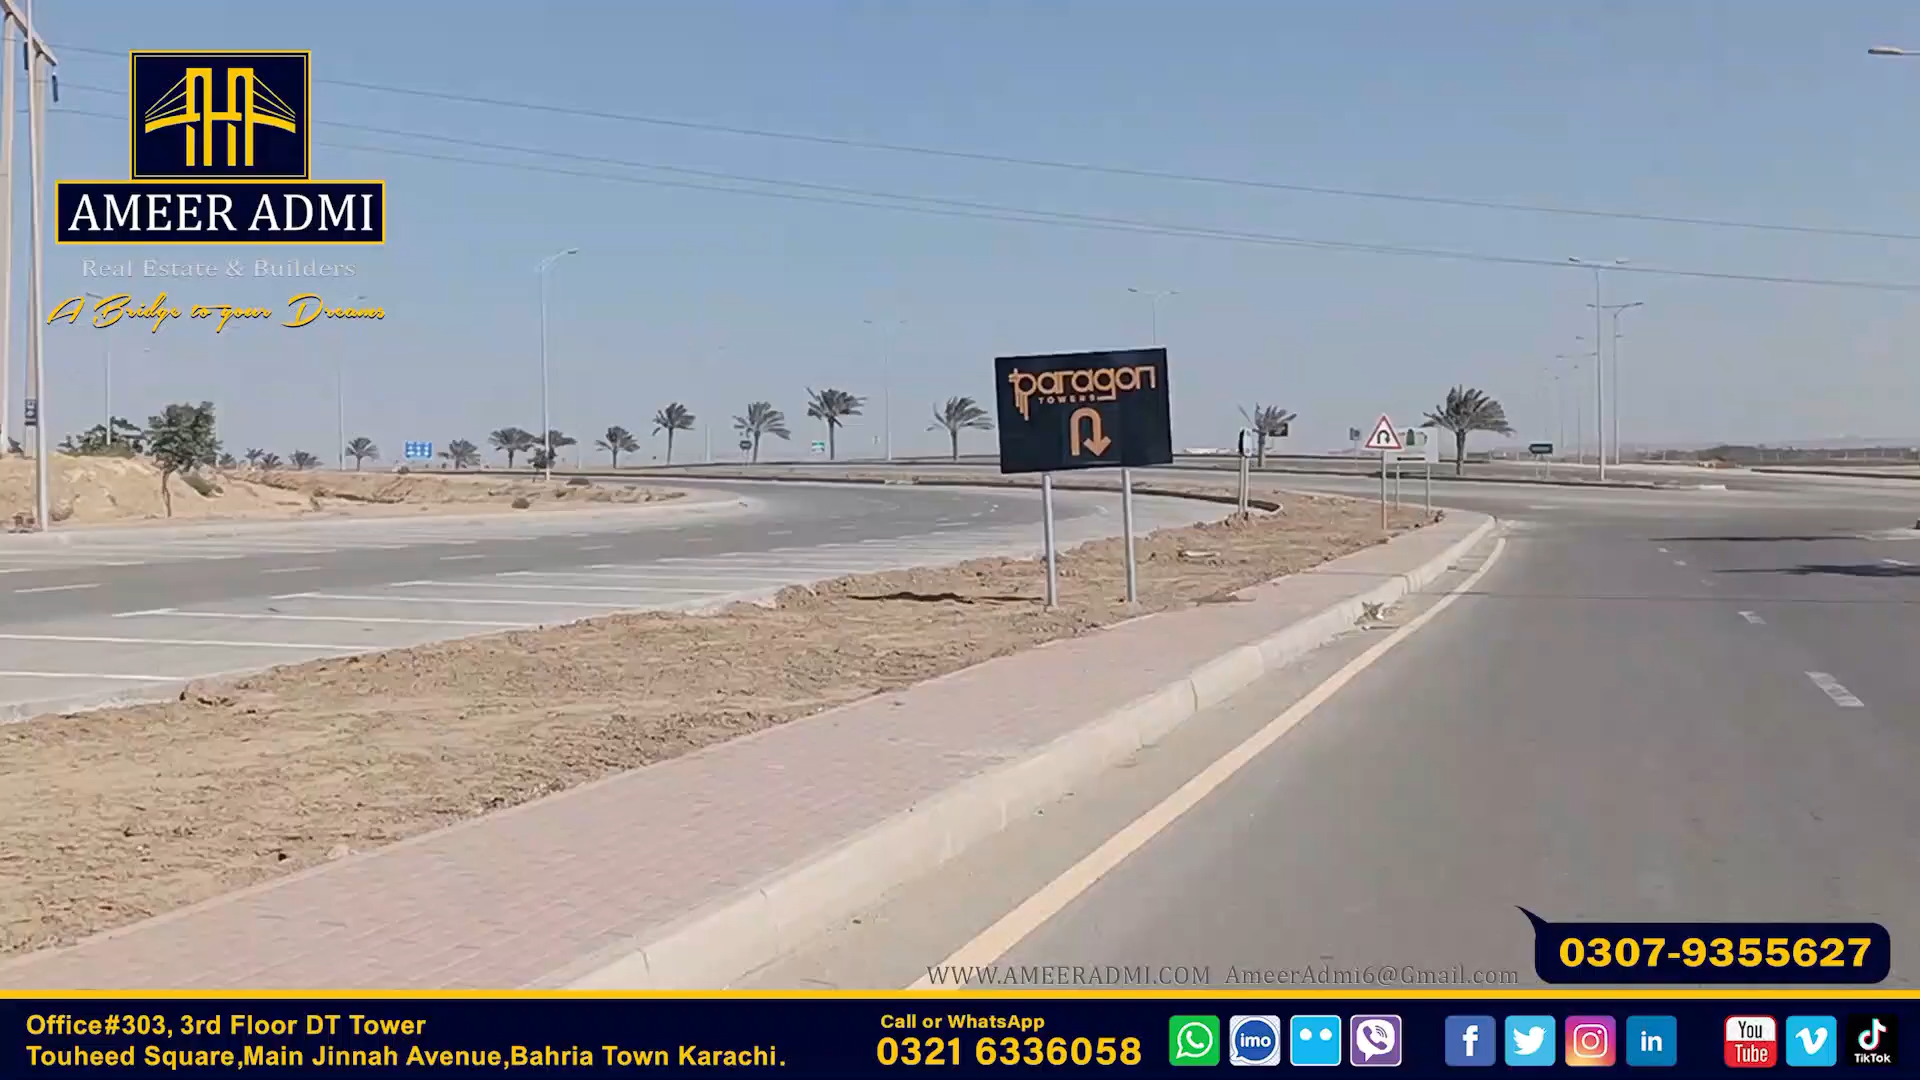 AMEER ADMI
Real Estate & Builders
A Bridge to your Dreams
paragon
TOWERS
0307-9355627
WWW.AMEERADMI.COM AmeerAdmi6@Gmail.com
Office#303, 3rd Floor DT Tower
Touheed Square,Main Jinnah Avenue,Bahria Town Karachi.
Call or WhatsApp
0321 6336058
imo
f
in
You
Tube
TikTok